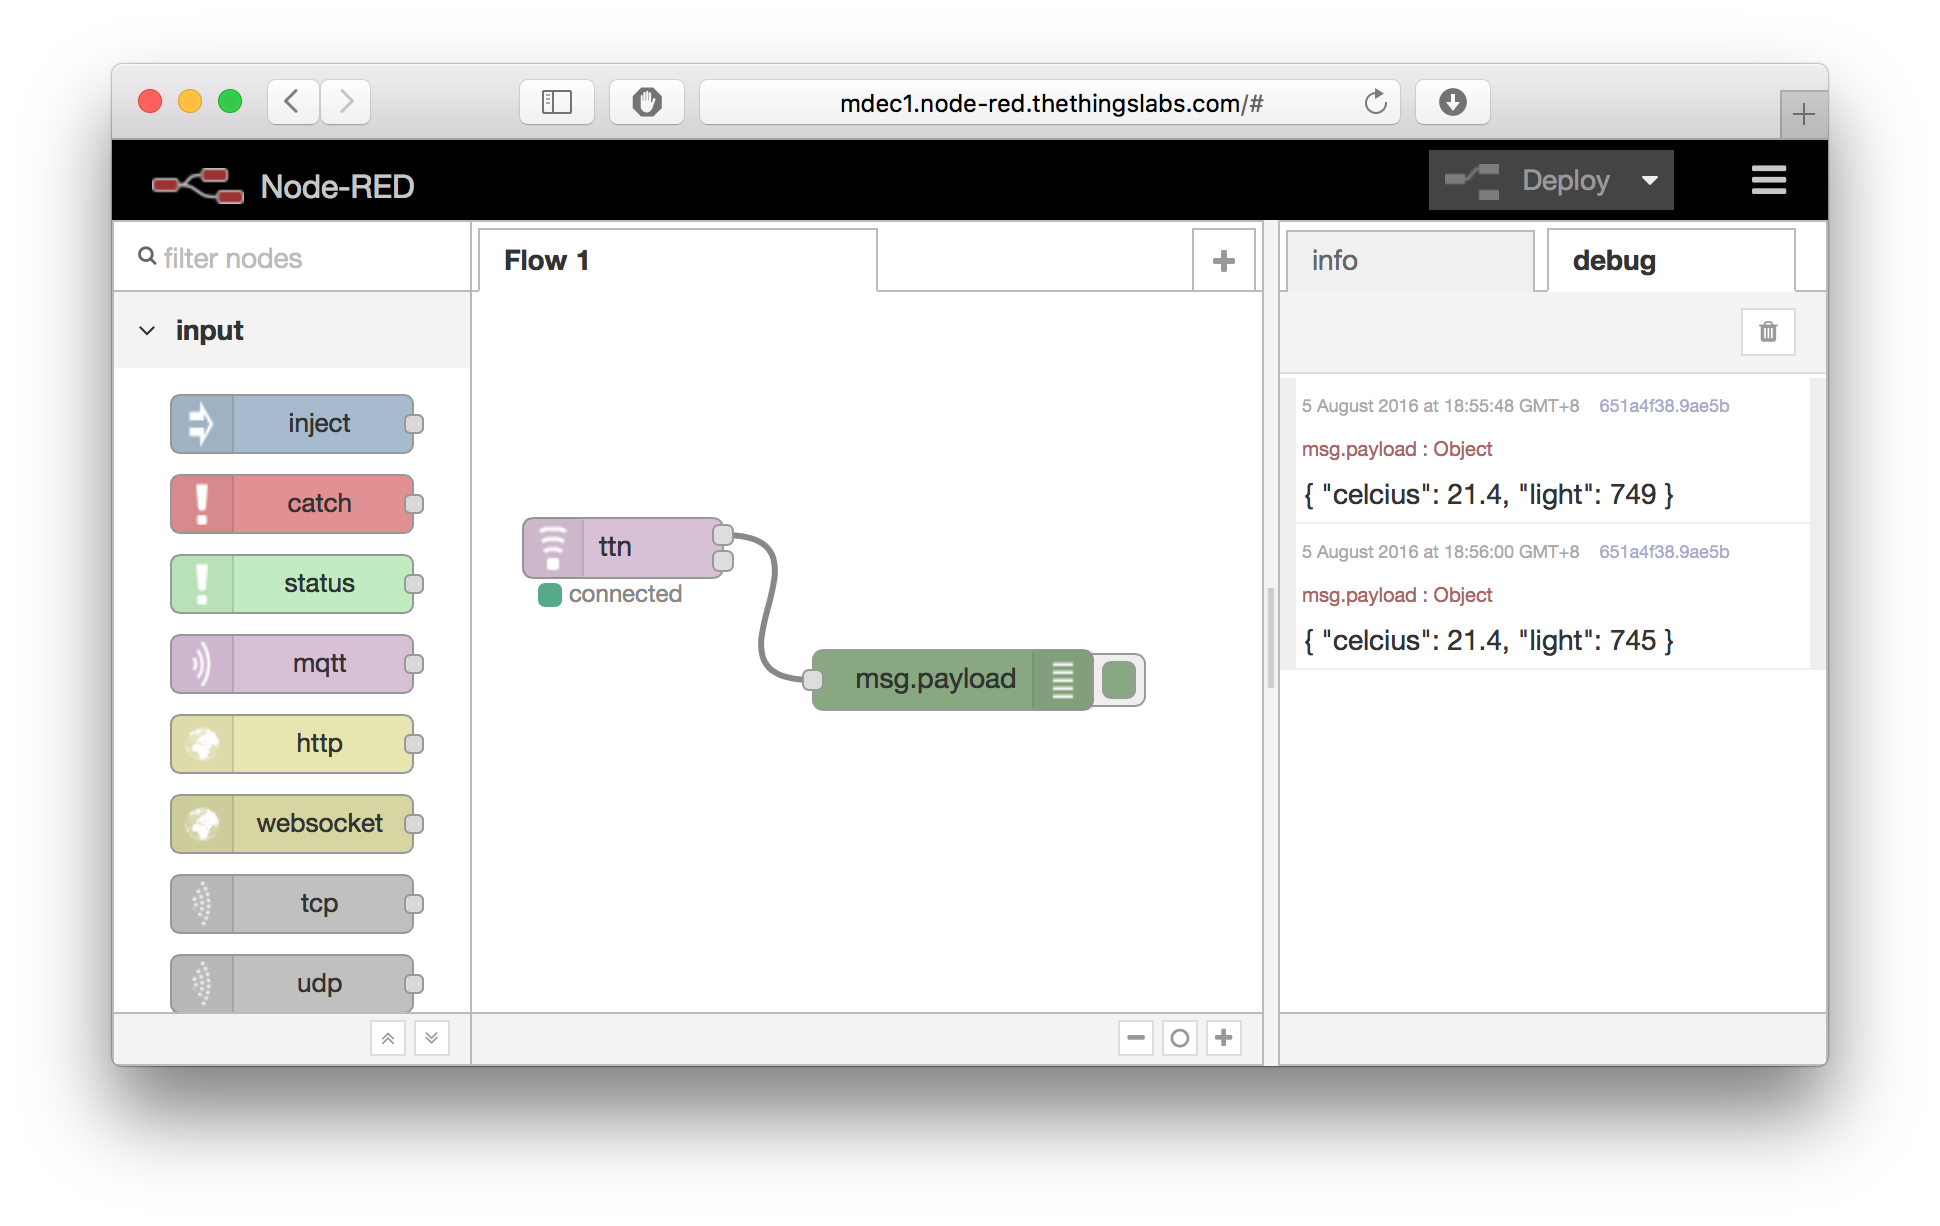 mdec1.node-red.thethingslabs.com/#
Node-RED
Deploy
filter nodes
Flow 1
info
debug
input
inject
catch
status
mqtt
http
websocket
tcp
udp
ttn
connected
msg.payload
5 August 2016 at 18:55:48 GMT+8 651a4f38.9ae5b
msg.payload : Object
{ "celcius": 21.4, "light": 749 }
5 August 2016 at 18:56:00 GMT+8 651a4f38.9ae5b
msg.payload : Object
{ "celcius": 21.4, "light": 745 }